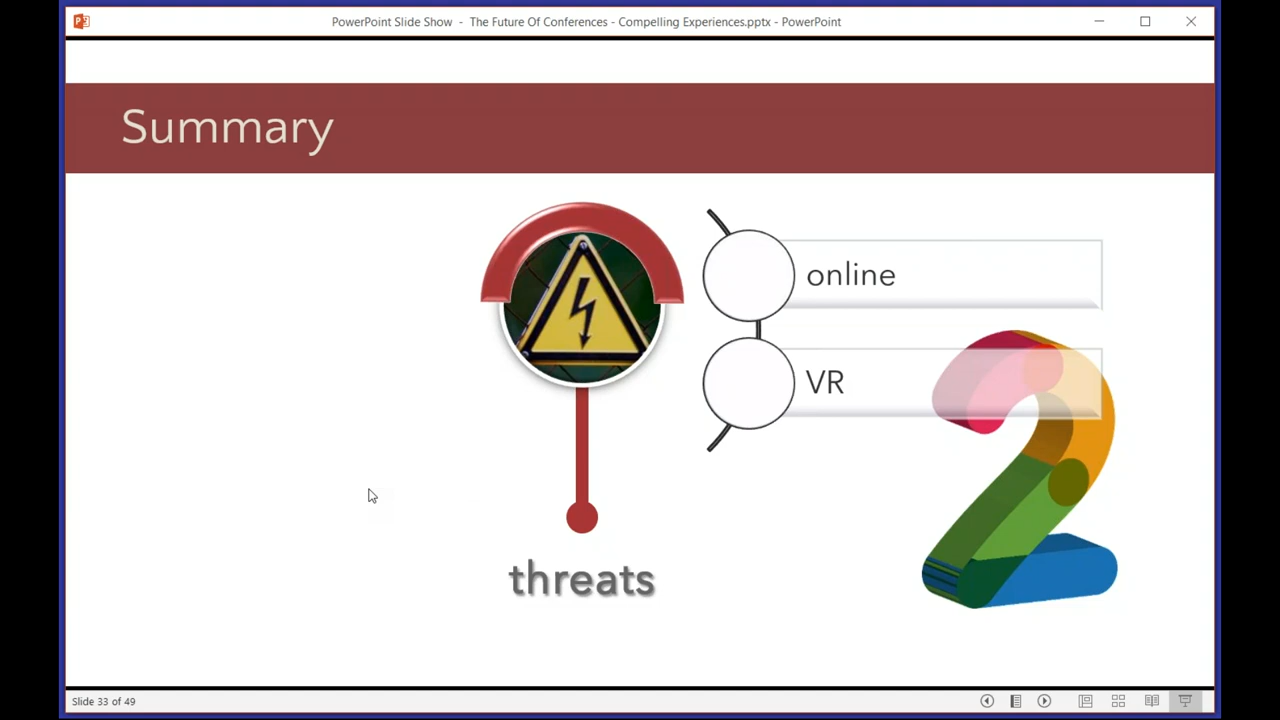 PowerPoint Slide Show - The Future Of Conferences - Compelling Experiences.pptx - PowerPoint
Summary
online
VR
2
threats
Slide 33 of 49